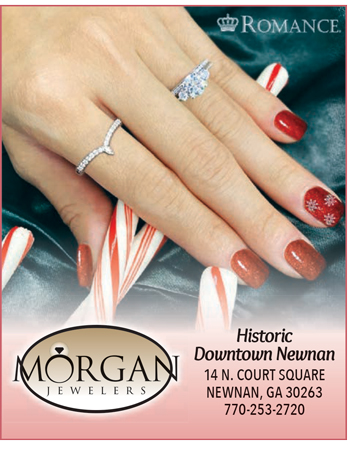 ROMANCE
MORGAN
JEWELERS
Historic
Downtown Newnan
14 N. COURT SQUARE
NEWNAN, GA 30263
770-253-2720